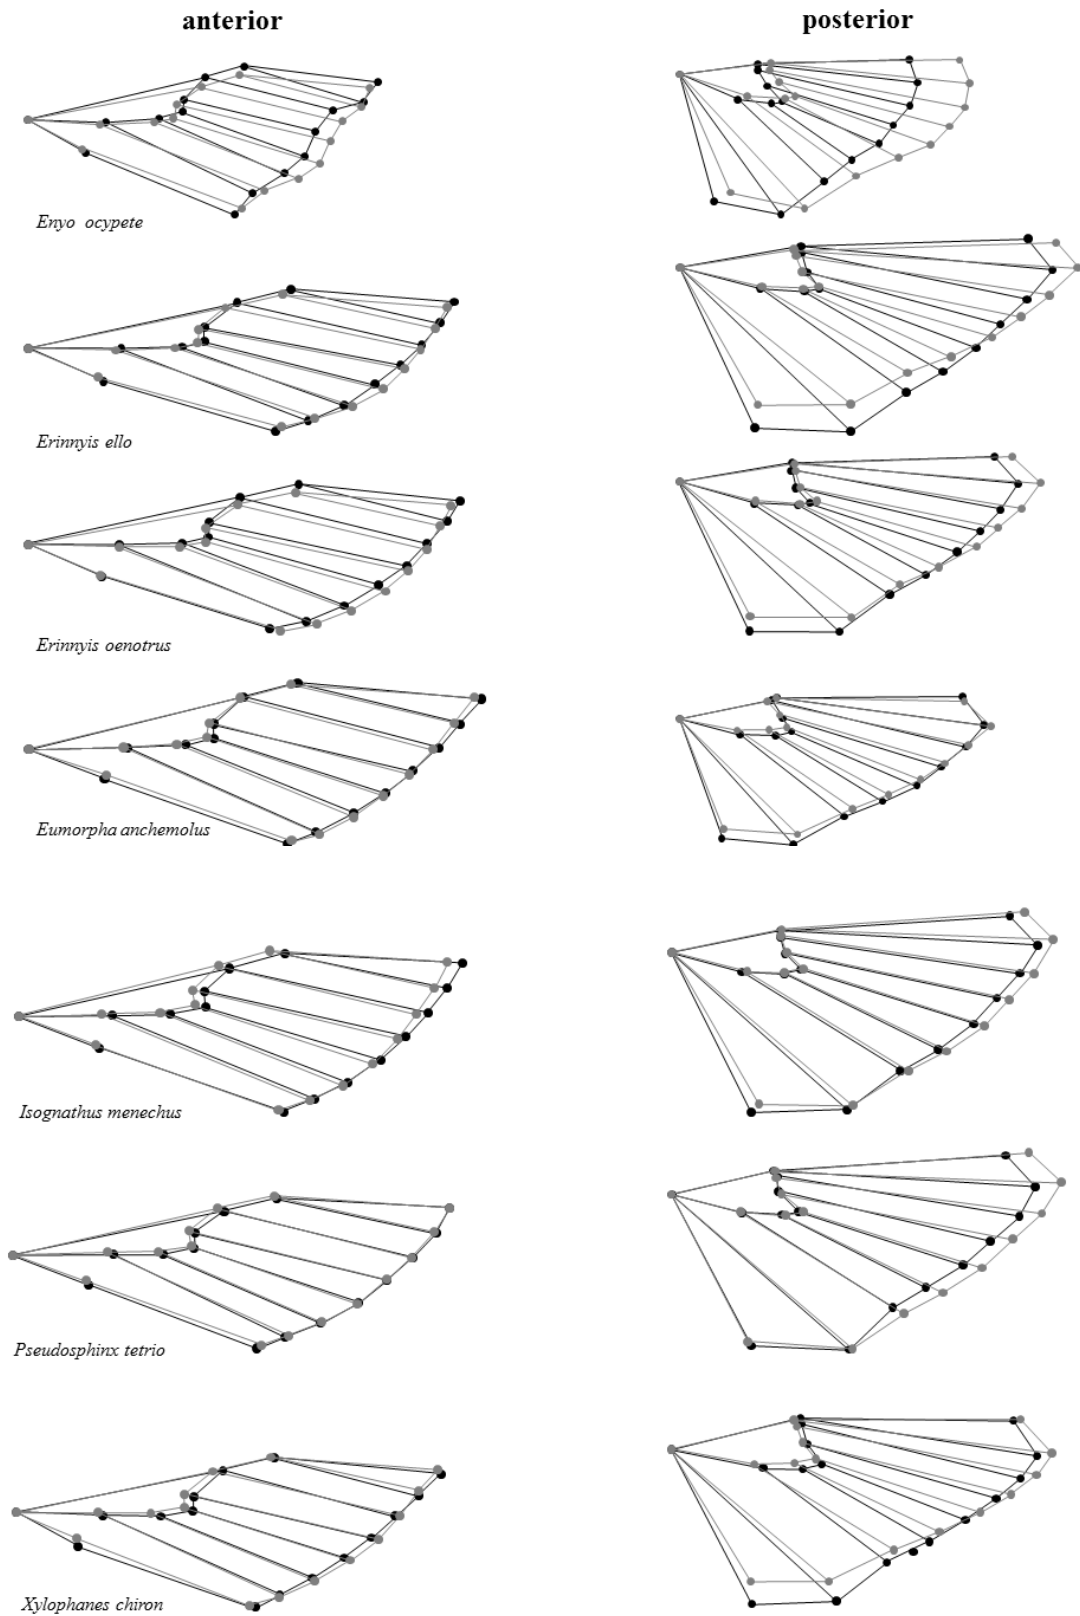 anterior
posterior
Enyo ocypete
Erinnyis ello
Erinnyis oenotrus
Eumorpha anchemolus
Isognathus menechus
Pseudosphinx tetrio
Xylophanes chiron